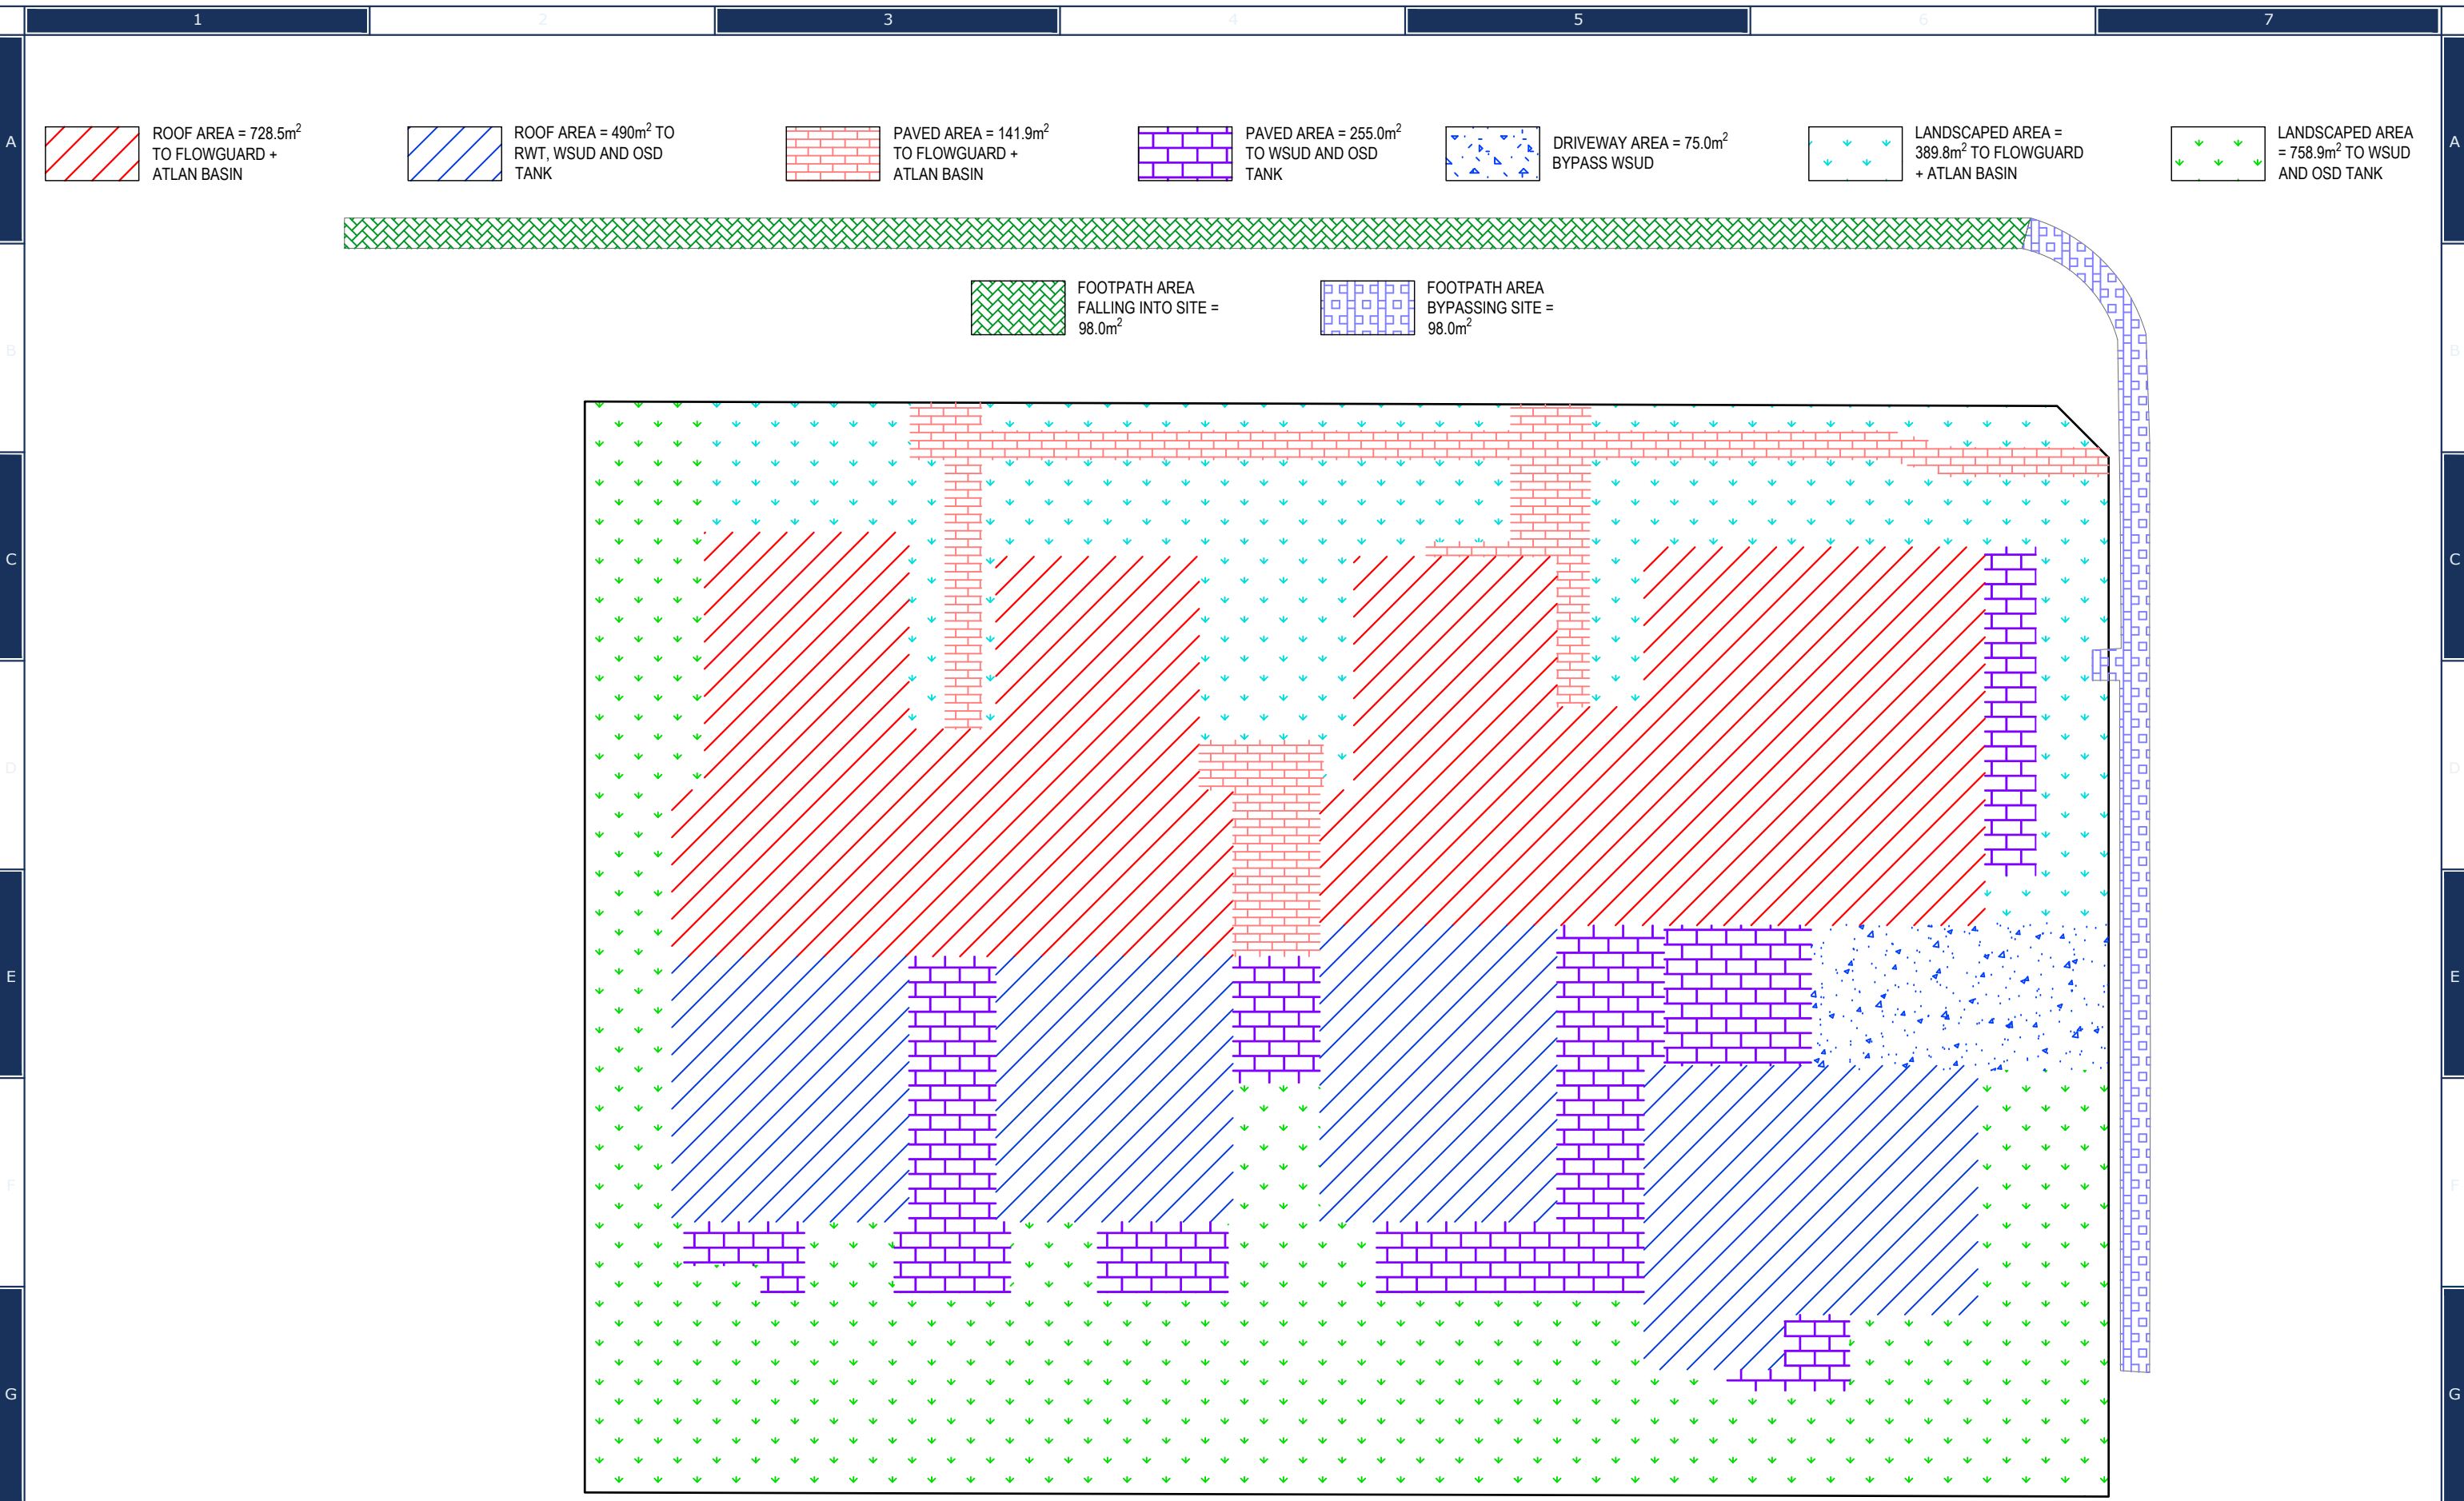 1 2 3 4 5 6 7
A A
ROOF AREA = 728.5m²
TO FLOWGUARD +
ATLAN BASIN
ROOF AREA = 490m² TO
RWT, WSUD AND OSD
TANK
PAVED AREA = 141.9m²
TO FLOWGUARD +
ATLAN BASIN
PAVED AREA = 255.0m²
TO WSUD AND OSD
TANK
DRIVEWAY AREA = 75.0m²
BYPASS WSUD
LANDSCAPED AREA =
389.8m² TO FLOWGUARD
+ ATLAN BASIN
LANDSCAPED AREA
= 758.9m² TO WSUD
AND OSD TANK
FOOTPATH AREA
FALLING INTO SITE =
98.0m²
FOOTPATH AREA
BYPASSING SITE =
98.0m²
B B
C C
D D
E E
F F
G G